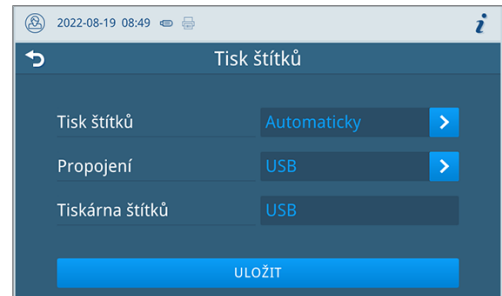 2022-08-19 08:49 i
Tisk štítků
Tisk štítků Automaticky
Propojení USB
Tiskárna štítků USB
ULOŽIT